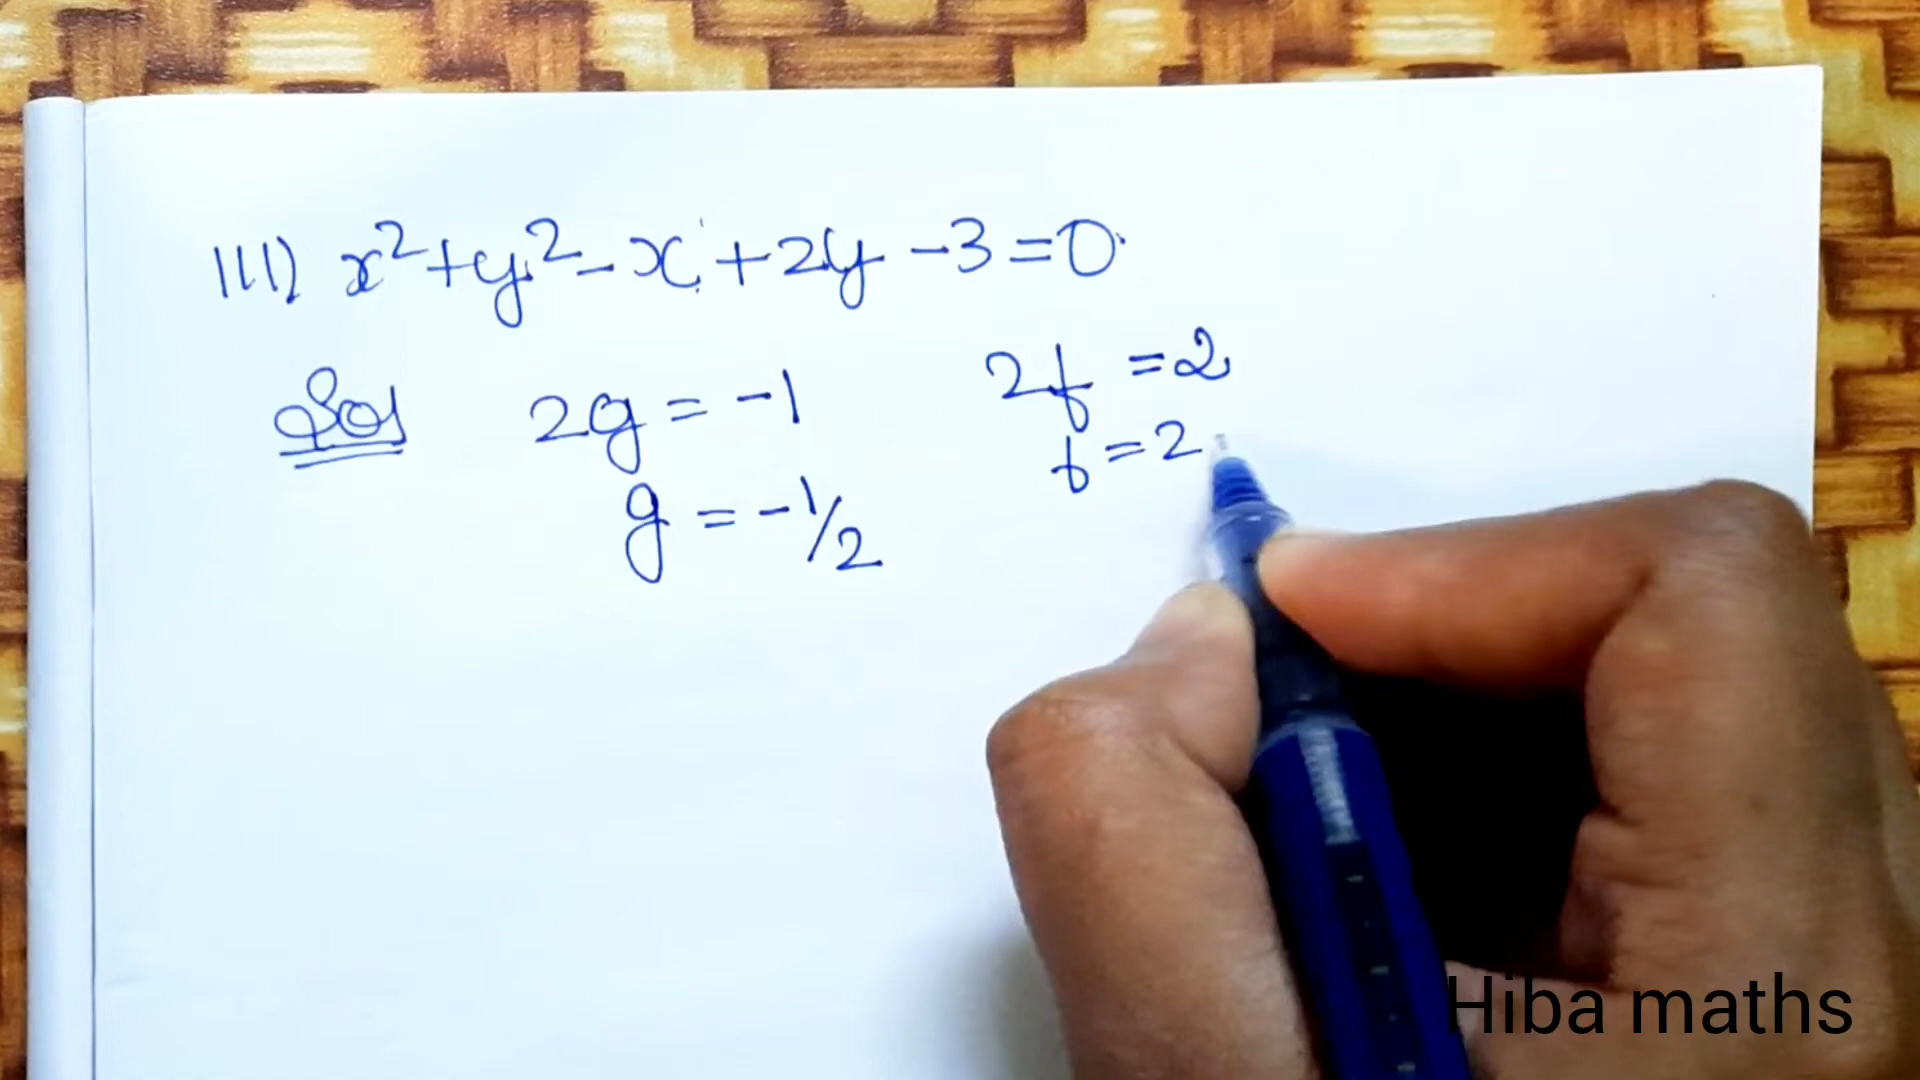 III) x²+y²-x+2y-3=0
Sol 2g = -1 2f = 2
g = -1/2 f = 2
Hiba maths